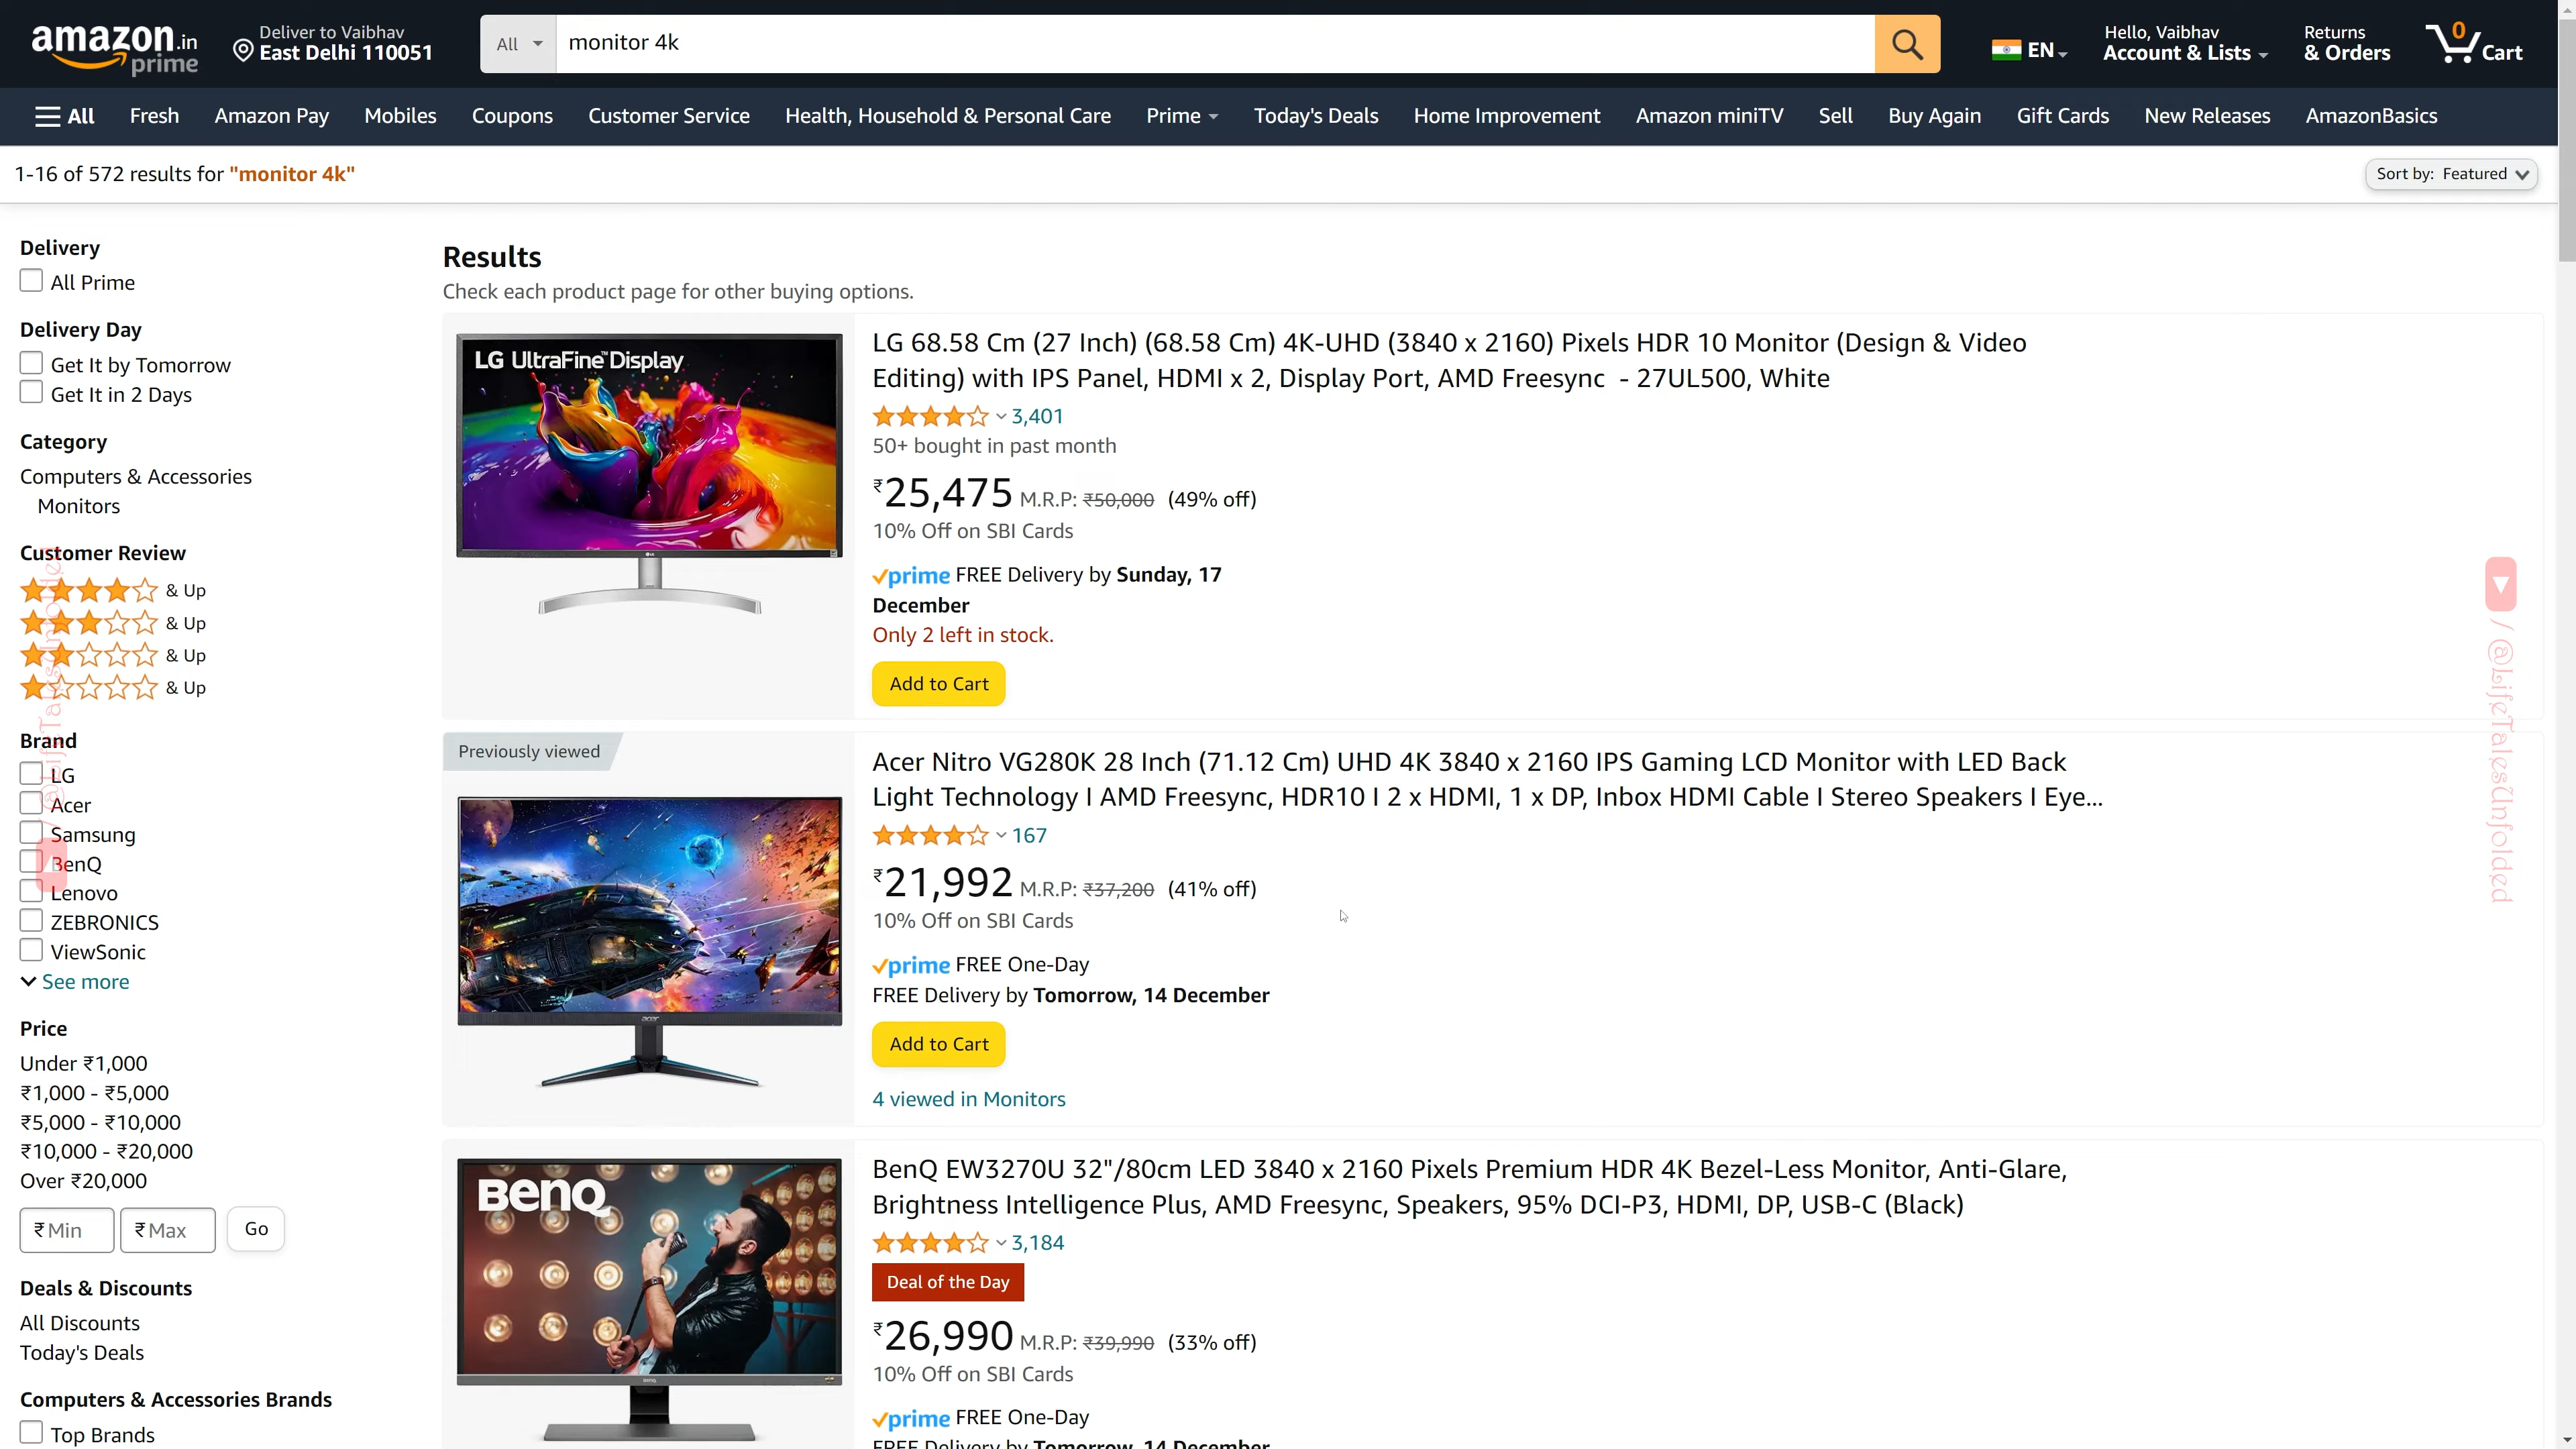 amazon.in
prime
Deliver to Vaibhav
East Delhi 110051
All
monitor 4k
EN
Hello, Vaibhav
Account & Lists
Returns
& Orders
0
Cart
All Fresh Amazon Pay Mobiles Coupons Customer Service Health, Household & Personal Care Prime Today's Deals Home Improvement Amazon miniTV Sell Buy Again Gift Cards New Releases AmazonBasics
1-16 of 572 results for "monitor 4k"
Sort by: Featured
Delivery
All Prime
Delivery Day
Get It by Tomorrow
Get It in 2 Days
Category
Computers & Accessories
Monitors
Customer Review
& Up
& Up
& Up
& Up
Brand
LG
Acer
Samsung
BenQ
Lenovo
ZEBRONICS
ViewSonic
See more
Price
Under ₹1,000
₹1,000 - ₹5,000
₹5,000 - ₹10,000
₹10,000 - ₹20,000
Over ₹20,000
₹ Min ₹ Max Go
Deals & Discounts
All Discounts
Today's Deals
Computers & Accessories Brands
Top Brands
Results
Check each product page for other buying options.
LG UltraFine™ Display
LG 68.58 Cm (27 Inch) (68.58 Cm) 4K-UHD (3840 x 2160) Pixels HDR 10 Monitor (Design & Video
Editing) with IPS Panel, HDMI x 2, Display Port, AMD Freesync - 27UL500, White
3,401
50+ bought in past month
₹25,475 M.R.P: ₹50,000 (49% off)
10% Off on SBI Cards
prime FREE Delivery by Sunday, 17
December
Only 2 left in stock.
Add to Cart
Previously viewed
acer
Acer Nitro VG280K 28 Inch (71.12 Cm) UHD 4K 3840 x 2160 IPS Gaming LCD Monitor with LED Back
Light Technology I AMD Freesync, HDR10 I 2 x HDMI, 1 x DP, Inbox HDMI Cable I Stereo Speakers I Eye...
167
₹21,992 M.R.P: ₹37,200 (41% off)
10% Off on SBI Cards
prime FREE One-Day
FREE Delivery by Tomorrow, 14 December
Add to Cart
4 viewed in Monitors
BenQ
BenQ
BenQ EW3270U 32"/80cm LED 3840 x 2160 Pixels Premium HDR 4K Bezel-Less Monitor, Anti-Glare,
Brightness Intelligence Plus, AMD Freesync, Speakers, 95% DCI-P3, HDMI, DP, USB-C (Black)
3,184
Deal of the Day
₹26,990 M.R.P: ₹39,990 (33% off)
10% Off on SBI Cards
prime FREE One-Day
FREE Delivery by Tomorrow, 14 December
/ @LifeTalesUnfolded
/ @LifeTalesUnfolded